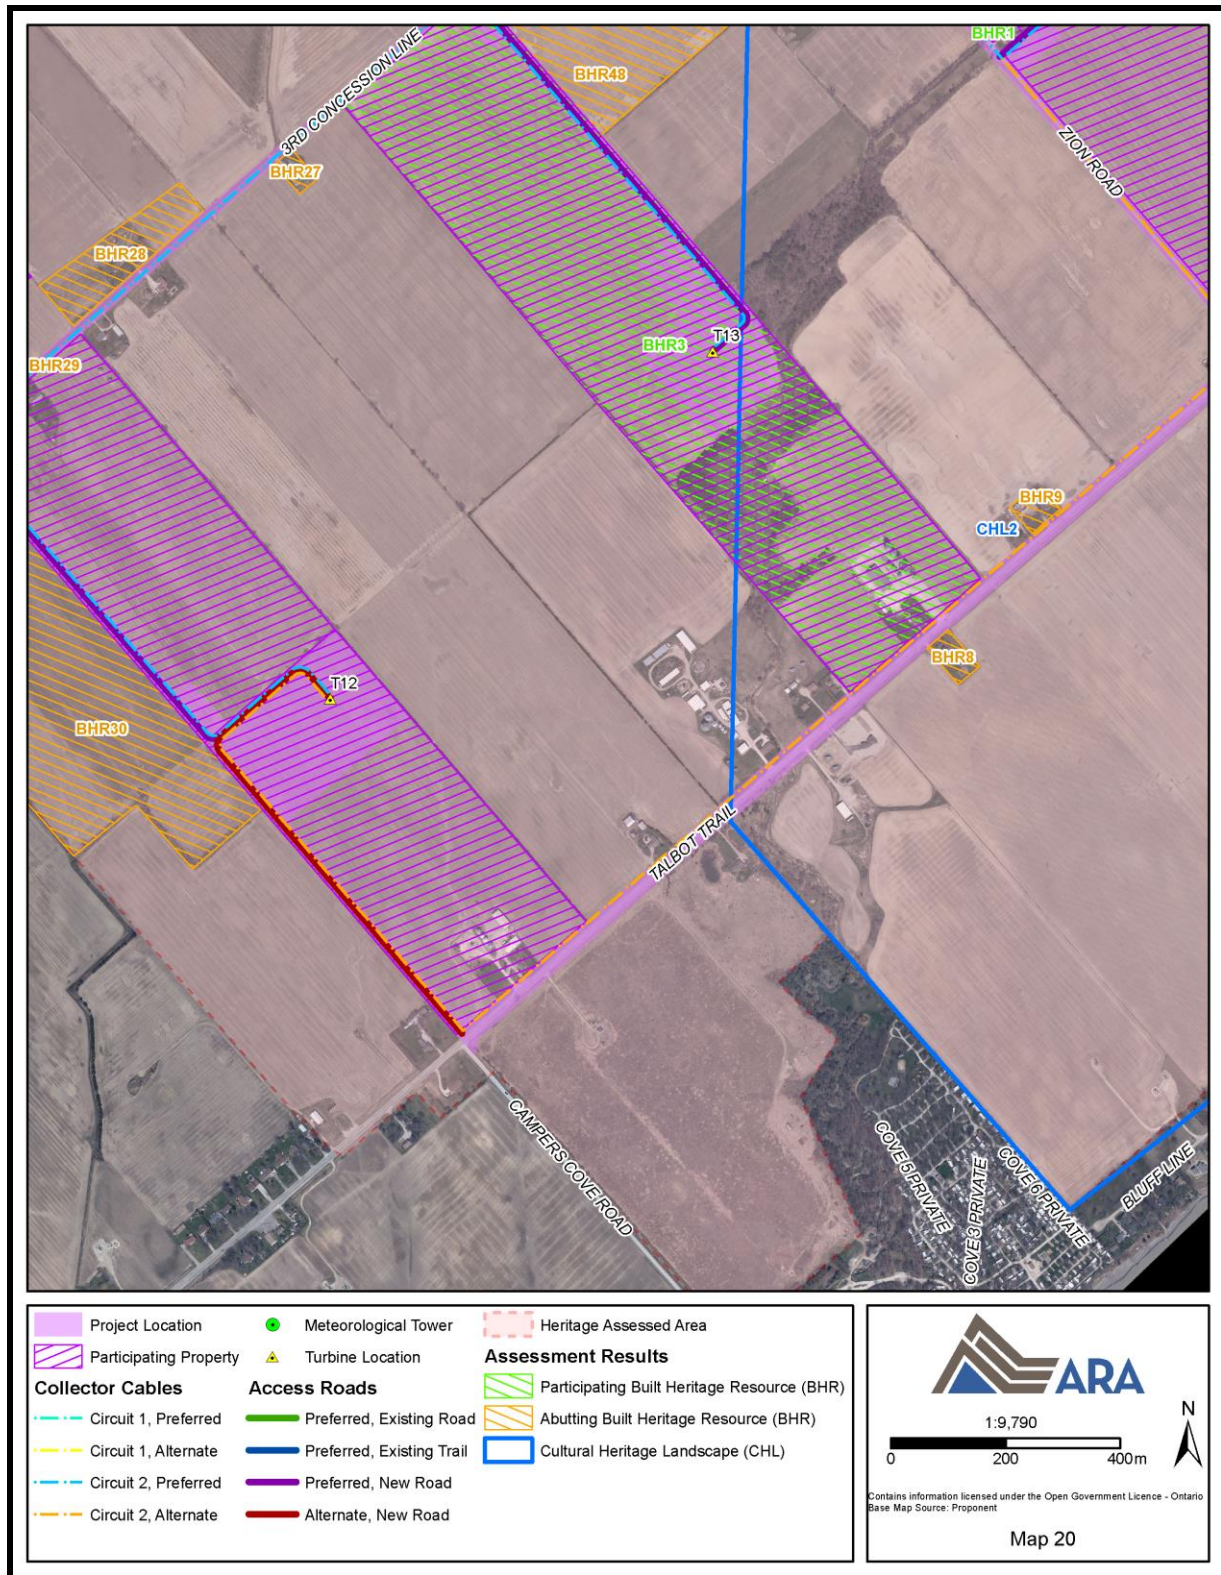 BHR1
3RD CONCESSION LINE
BHR48
ZION ROAD
BHR27
BHR28
T13
BHR3
BHR29
BHR9
CHL2
BHR8
T12
BHR30
TALBOT TRAIL
CAMPERS COVE ROAD
COVE 5 PRIVATE
COVE 3 PRIVATE
COVE 6 PRIVATE
BLUFF LINE
Project Location
Participating Property
Collector Cables
Circuit 1, Preferred
Circuit 1, Alternate
Circuit 2, Preferred
Circuit 2, Alternate
Meteorological Tower
Turbine Location
Access Roads
Preferred, Existing Road
Preferred, Existing Trail
Preferred, New Road
Alternate, New Road
Heritage Assessed Area
Assessment Results
Participating Built Heritage Resource (BHR)
Abutting Built Heritage Resource (BHR)
Cultural Heritage Landscape (CHL)
ARA
1:9,790
N
0 200 400m
Contains information licensed under the Open Government Licence - Ontario
Base Map Source: Proponent
Map 20